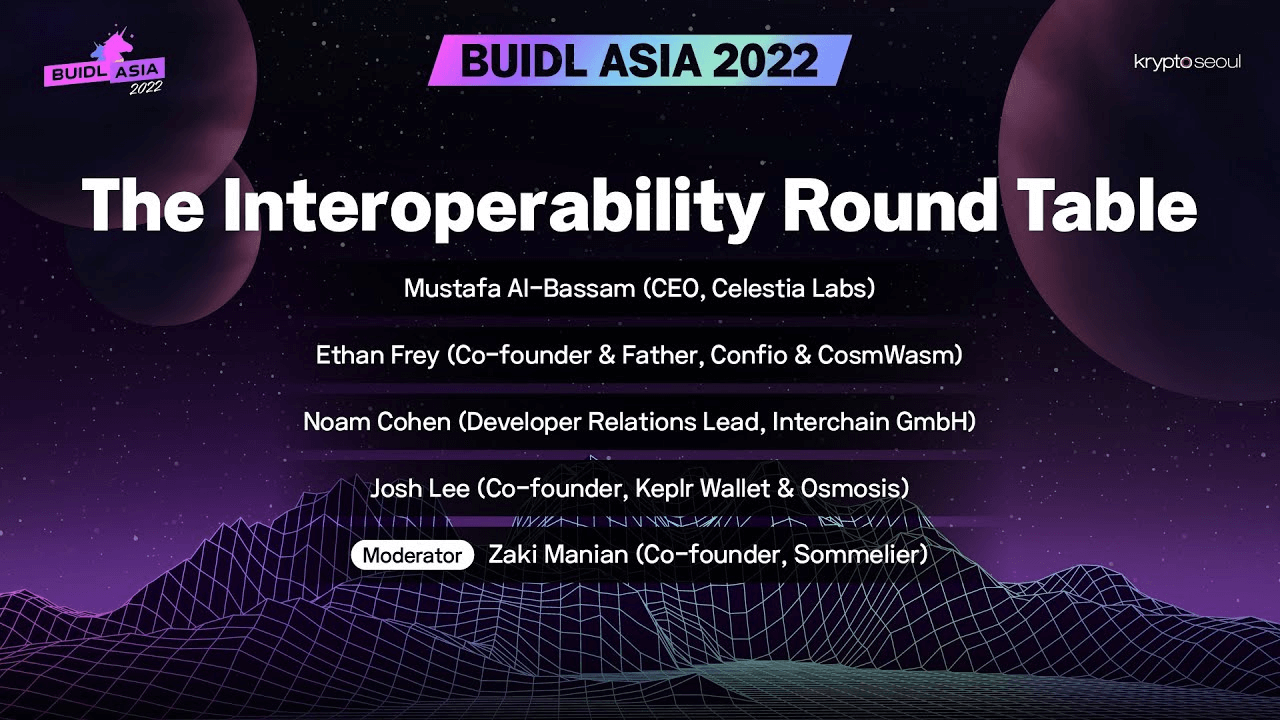 BUIDL ASIA
2022
BUIDL ASIA 2022
kryptoseoul
The Interoperability Round Table
Mustafa Al-Bassam (CEO, Celestia Labs)
Ethan Frey (Co-founder & Father, Confio & CosmWasm)
Noam Cohen (Developer Relations Lead, Interchain GmbH)
Josh Lee (Co-founder, Keplr Wallet & Osmosis)
Moderator Zaki Manian (Co-founder, Sommelier)